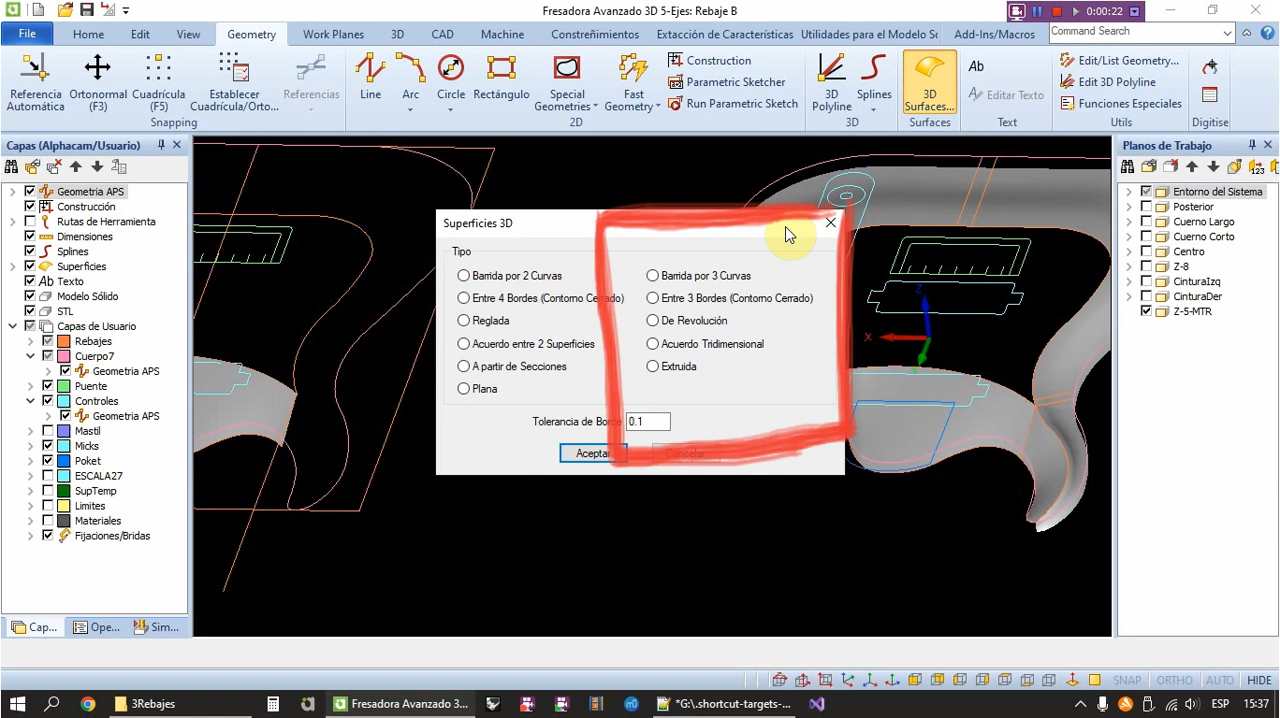 Fresadora Avanzado 3D 5-Ejes: Rebaje B
0:00:22
File Home Edit View Geometry Work Planes 3D CAD Machine Constreñimientos Extacción de Características Utilidades para el Modelo Sc Add-Ins/Macros Command Search
Referencia Automática
Ortonormal (F3)
Cuadrícula (F5)
Establecer Cuadrícula/Orto...
Referencias
Snapping
Line
Arc
Circle
Rectángulo
Special Geometries
Fast Geometry
Construction
Parametric Sketcher
Run Parametric Sketch
2D
3D Polyline
Splines
3D
3D Surfaces...
Surfaces
Ab
Editar Texto
Text
Edit/List Geometry...
Edit 3D Polyline
Funciones Especiales
Utils
Digitise
Capas (Alphacam/Usuario)
Geometria APS
Construcción
Rutas de Herramienta
Dimensiones
Splines
Superficies
Texto
Modelo Sólido
STL
Capas de Usuario
Rebajes
Cuerpo7
Geometria APS
Puente
Controles
Geometria APS
Mastil
Micks
Poket
ESCALA27
SupTemp
Limites
Materiales
Fijaciones/Bridas
Cap... Ope... Sim...
Superficies 3D
Tipo
Barrida por 2 Curvas Barrida por 3 Curvas
Entre 4 Bordes (Contorno Cerrado) Entre 3 Bordes (Contorno Cerrado)
Reglada De Revolución
Acuerdo entre 2 Superficies Acuerdo Tridimensional
A partir de Secciones Extruida
Plana
Tolerancia de Borde 0.1
Aceptar Cancelar
Z
X
Planos de Trabajo
Entorno del Sistema
Posterior
Cuerno Largo
Cuerno Corto
Centro
Z-8
CinturaIzq
CinturaDer
Z-5-MTR
SNAP ORTHO AUTO HIDE
3Rebajes
Fresadora Avanzado 3...
*G:\.shortcut-targets-...
ESP 15:37